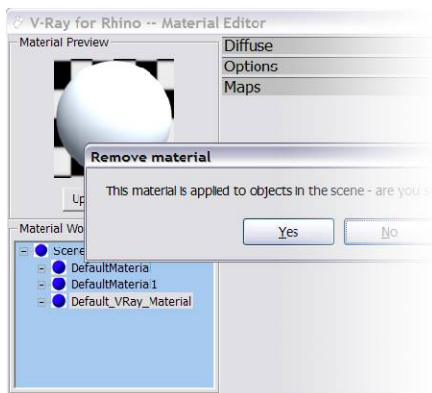 V-Ray for Rhino -- Material Editor
Material Preview
Diffuse
Options
Maps
Remove material
This material is applied to objects in the scene - are you
Yes
No
Material Wo
Scene
DefaultMaterial
DefaultMaterial1
Default_VRay_Material